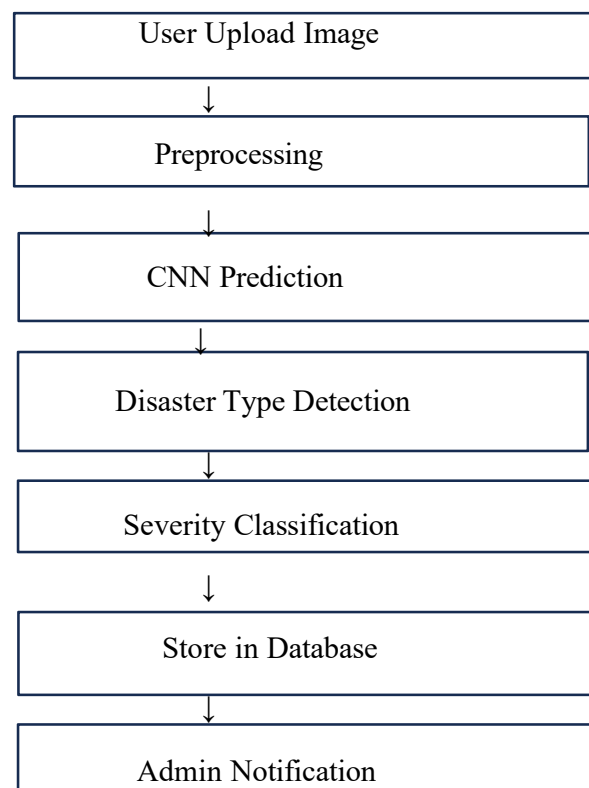 User Upload Image
↓
Preprocessing
↓
CNN Prediction
↓
Disaster Type Detection
↓
Severity Classification
↓
Store in Database
↓
Admin Notification